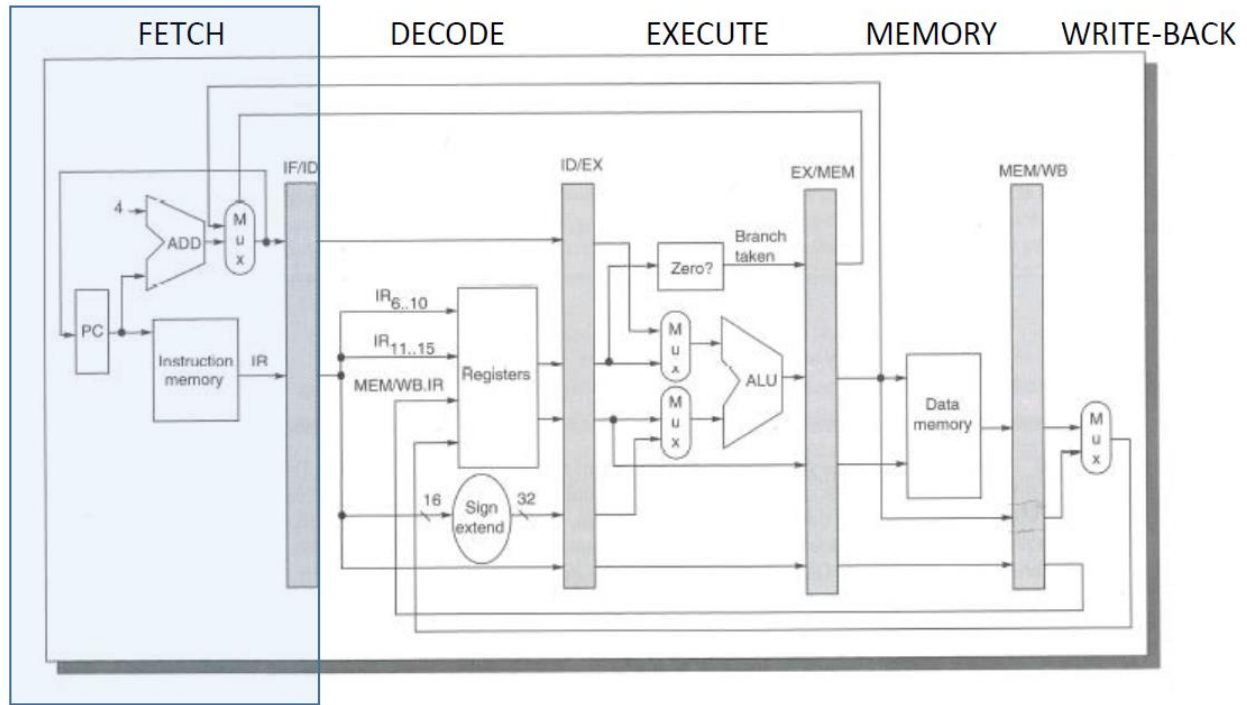 FETCH
DECODE
EXECUTE
MEMORY
WRITE-BACK
IF/ID
ID/EX
EX/MEM
MEM/WB
4
ADD
M
u
x
PC
Instruction
memory
IR
IR6..10
IR11..15
MEM/WB.IR
Registers
16
Sign
extend
32
Zero?
Branch
taken
M
u
x
M
u
x
ALU
Data
memory
M
u
x